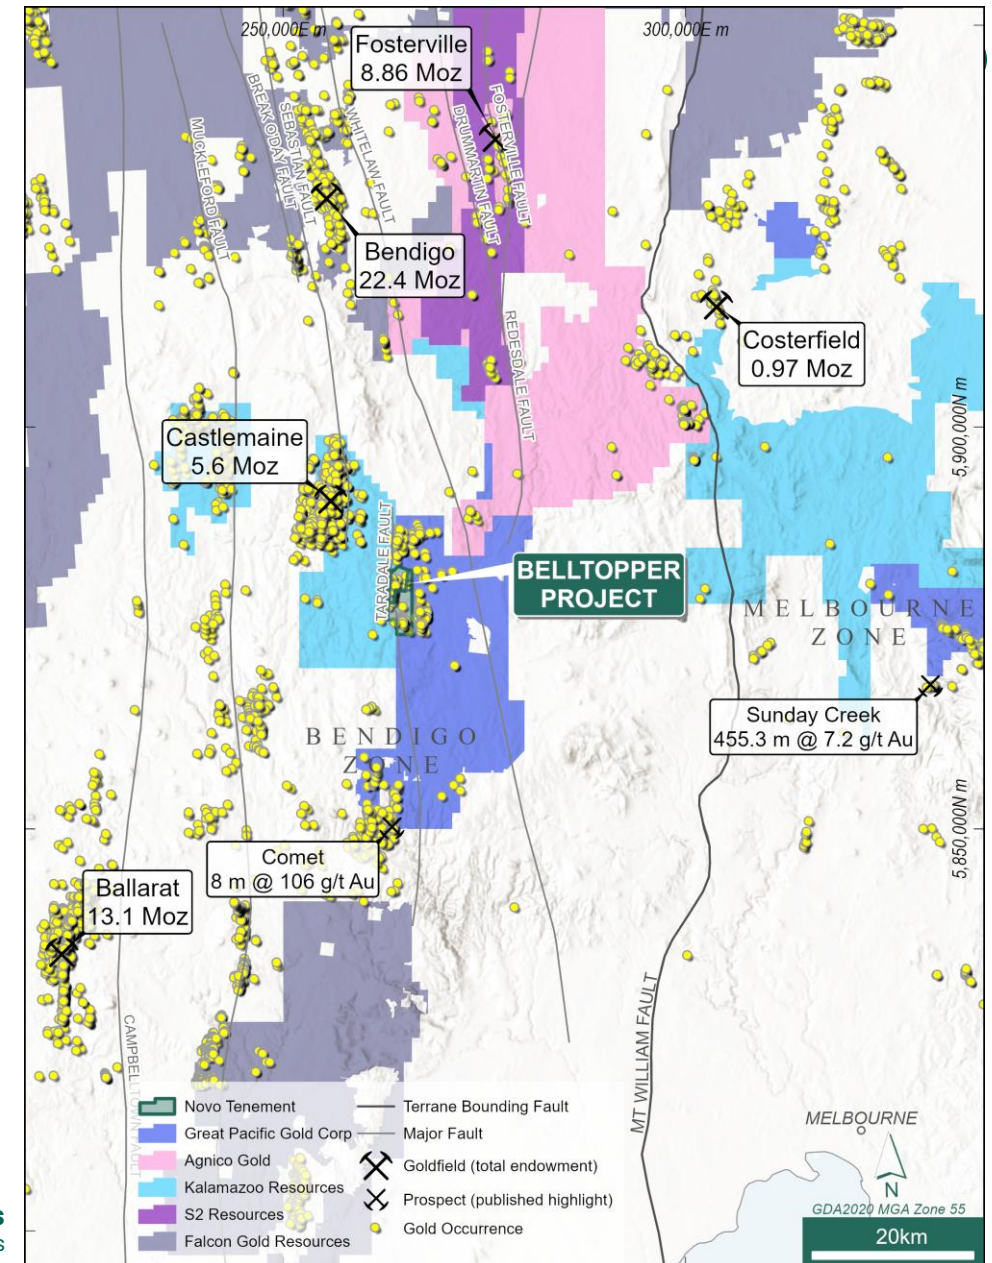 250,000E m
300,000E m
Fosterville
8.86 Moz
MUCKLEFORD FAULT
BREAK O'DAY FAULT
SEBASTIAN FAULT
WHITELAW FAULT
DRUMMARTIN FAULT
FOSTERVILLE FAULT
Bendigo
22.4 Moz
REDESDALE FAULT
Costerfield
0.97 Moz
5,900,000N m
Castlemaine
5.6 Moz
TARADALE FAULT
BELLTOPPER
PROJECT
MELBOURNE
ZONE
Sunday Creek
455.3 m @ 7.2 g/t Au
BENDIGO
ZONE
5,850,000N m
Comet
8 m @ 106 g/t Au
Ballarat
13.1 Moz
CAMPBELLTOWN FAULT
MT WILLIAM FAULT
MELBOURNE
N
GDA2020 MGA Zone 55
20km
Novo Tenement
Great Pacific Gold Corp
Agnico Gold
Kalamazoo Resources
S2 Resources
Falcon Gold Resources
Terrane Bounding Fault
Major Fault
Goldfield (total endowment)
Prospect (published highlight)
Gold Occurrence